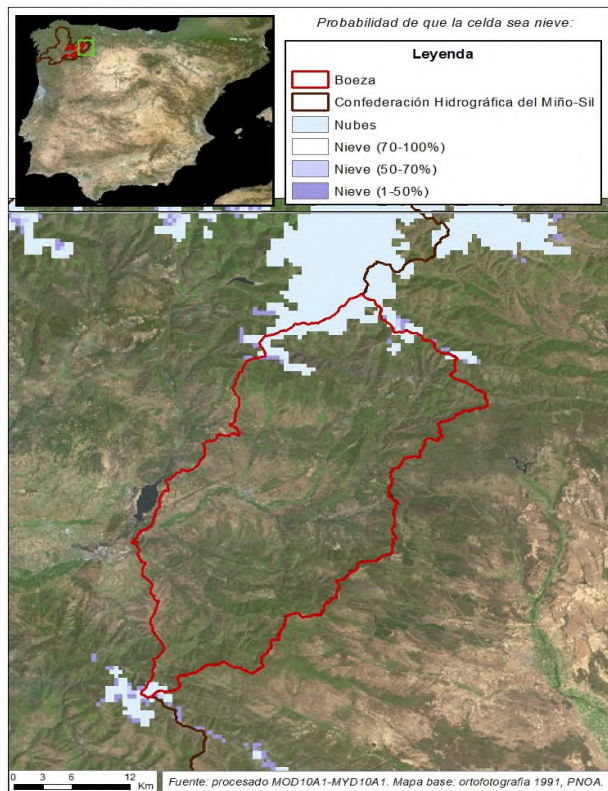 Probabilidad de que la celda sea nieve:
Leyenda
Boeza
Confederación Hidrográfica del Miño-Sil
Nubes
Nieve (70-100%)
Nieve (50-70%)
Nieve (1-50%)
0 3 6 12
Km
Fuente: procesado MOD10A1-MYD10A1. Mapa base: ortofotografía 1991, PNOA.